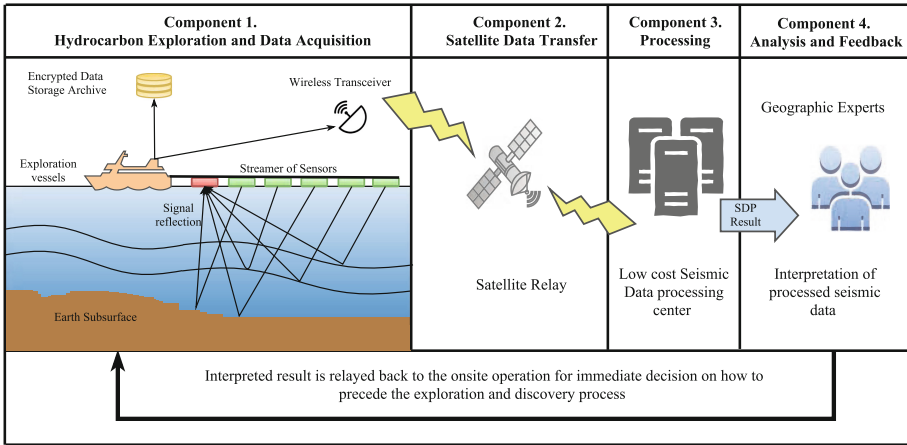 Component 1.
Hydrocarbon Exploration and Data Acquisition
Component 2.
Satellite Data Transfer
Component 3.
Processing
Component 4.
Analysis and Feedback
Encrypted Data
Storage Archive
Wireless Transceiver
Exploration
vessels
Streamer of Sensors
Signal
reflection
Earth Subsurface
Satellite Relay
Low cost Seismic
Data processing
center
SDP
Result
Geographic Experts
Interpretation of
processed seismic
data
Interpreted result is relayed back to the onsite operation for immediate decision on how to
precede the exploration and discovery process